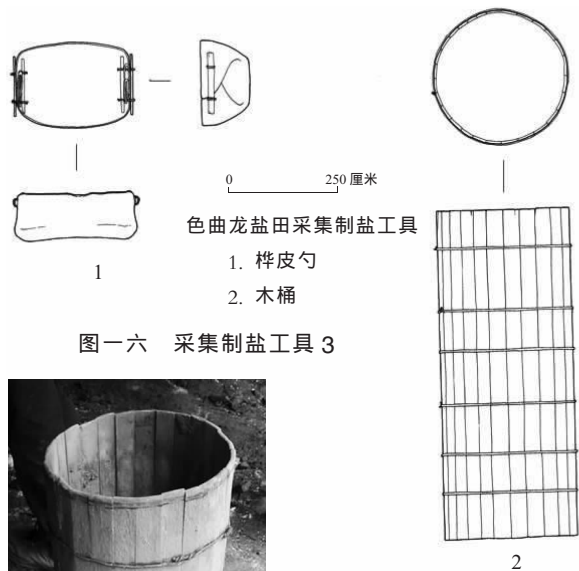 0 250 厘米
色曲龙盐田采集制盐工具
1. 桦皮勺
2. 木桶
1
图一六 采集制盐工具 3
2